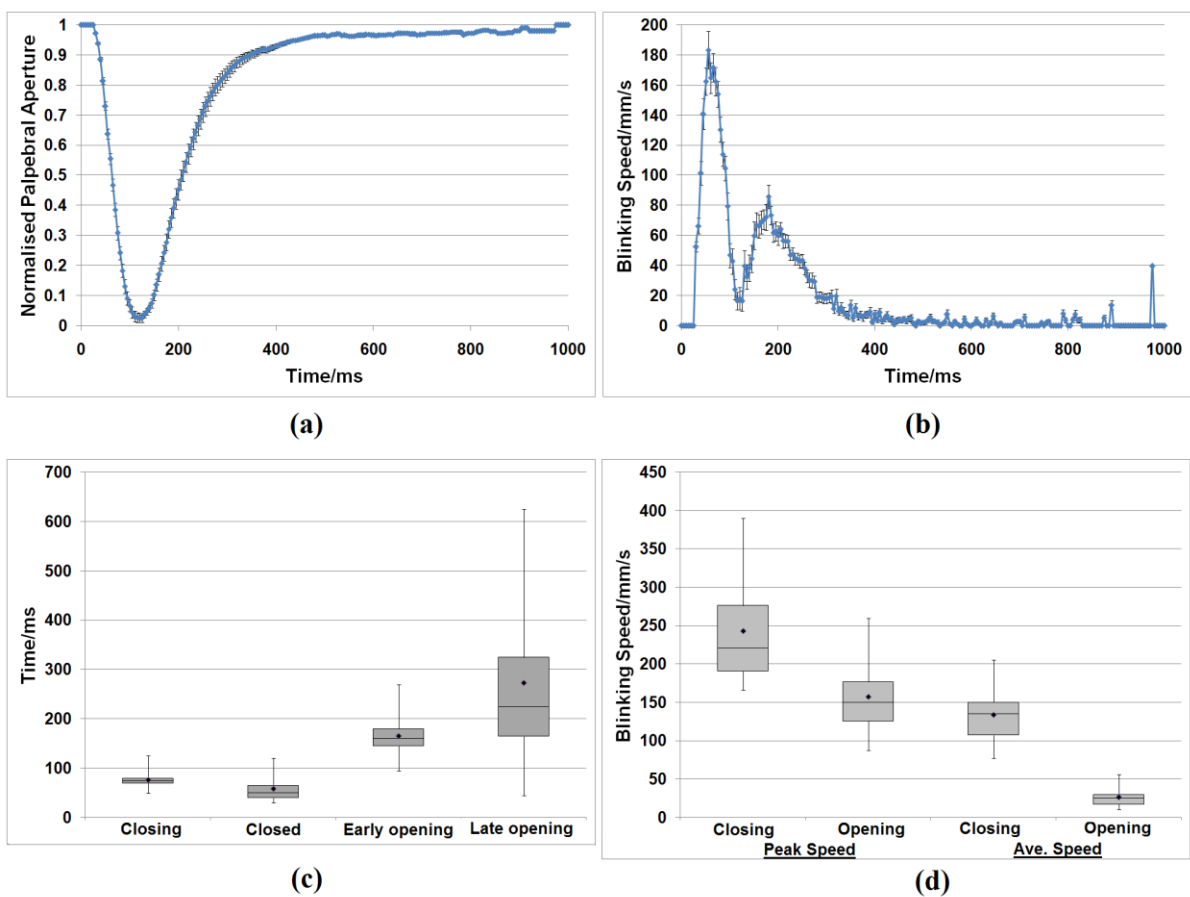 Normalised Palpebral Aperture
1
0.9
0.8
0.7
0.6
0.5
0.4
0.3
0.2
0.1
0
0 200 400 600 800 1000
Time/ms
(a)
Blinking Speed/mm/s
200
180
160
140
120
100
80
60
40
20
0
0 200 400 600 800 1000
Time/ms
(b)
Time/ms
700
600
500
400
300
200
100
0
Closing Closed Early opening Late opening
(c)
Blinking Speed/mm/s
450
400
350
300
250
200
150
100
50
0
Closing Opening Closing Opening
Peak Speed Ave. Speed
(d)